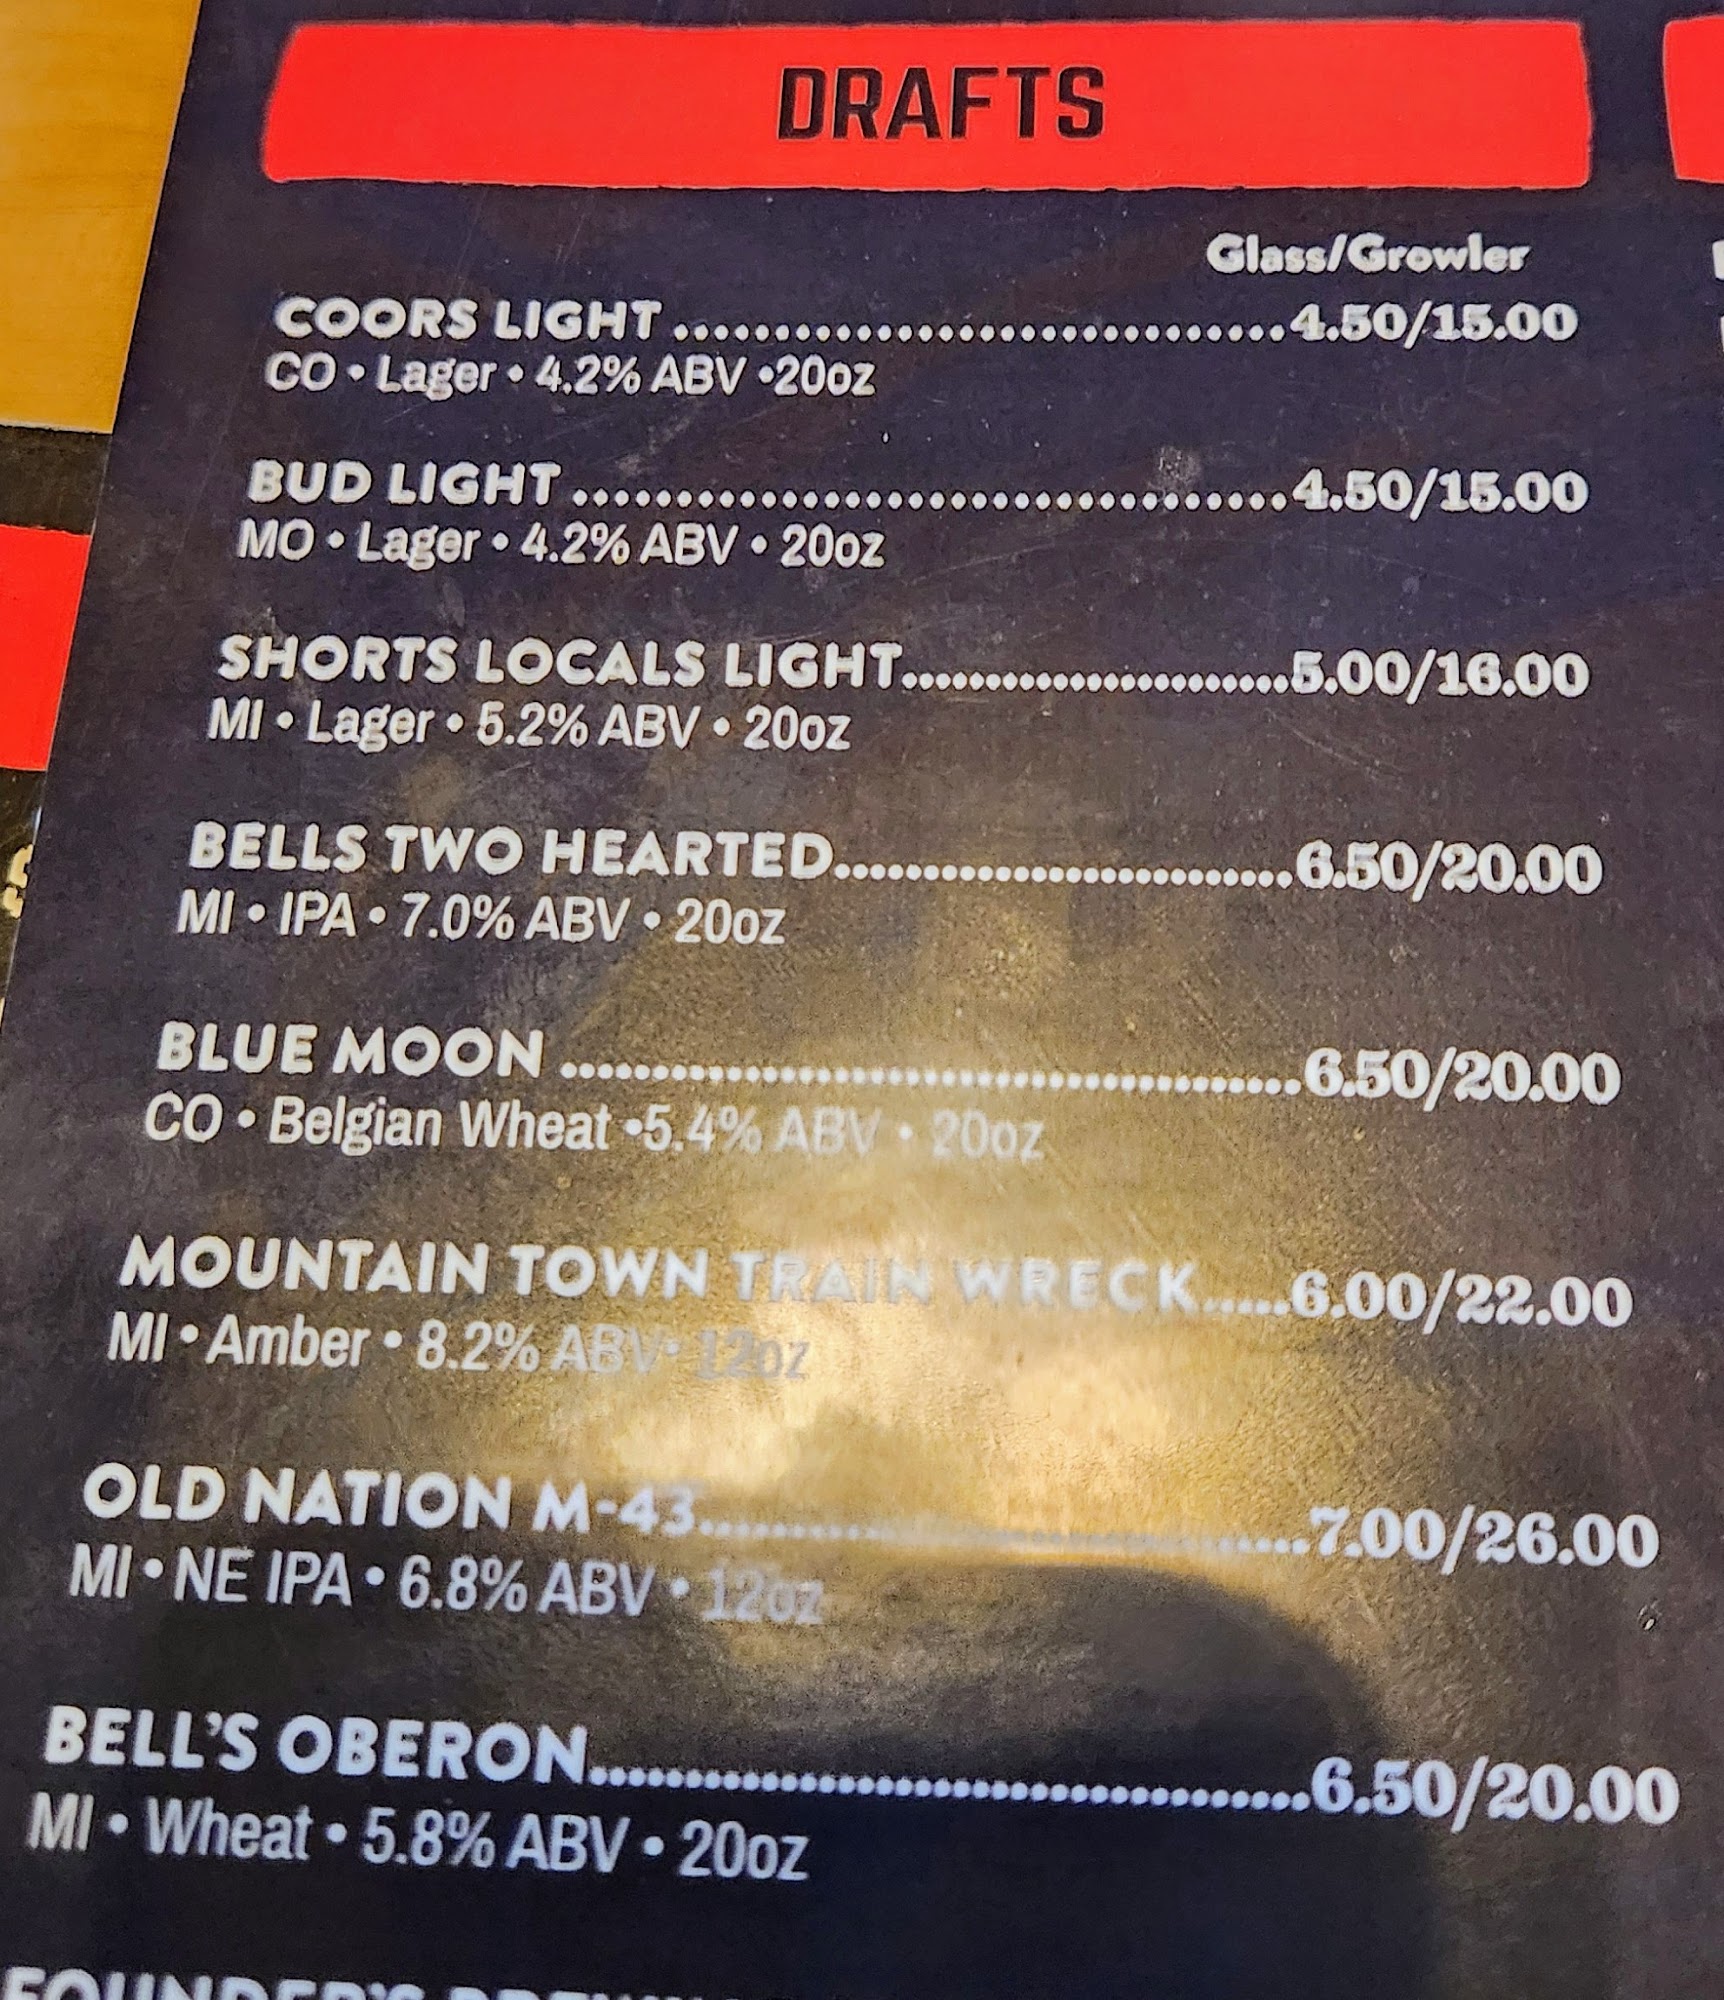 DRAFTS
Glass/Growler
COORS LIGHT..............................4.50/15.00
CO • Lager • 4.2% ABV •20oz
BUD LIGHT...................................4.50/15.00
MO • Lager • 4.2% ABV • 20oz
SHORTS LOCALS LIGHT........................5.00/16.00
MI • Lager • 5.2% ABV • 20oz
BELLS TWO HEARTED............................6.50/20.00
MI • IPA • 7.0% ABV • 20oz
BLUE MOON.............................................6.50/20.00
CO • Belgian Wheat •5.4% ABV • 20oz
MOUNTAIN TOWN TRAIN WRECK.....6.00/22.00
MI • Amber • 8.2% ABV• 12oz
OLD NATION M-43....................................7.00/26.00
MI • NE IPA • 6.8% ABV • 12oz
BELL'S OBERON...........................................6.50/20.00
MI • Wheat • 5.8% ABV • 20oz
FOUNDER'S